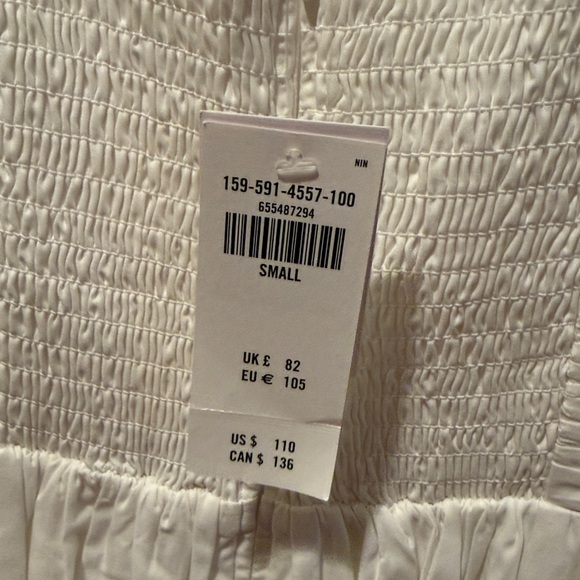 NIN
159-591-4557-100
655487294
SMALL
UK £ 82
EU € 105
US $ 110
CAN $ 136